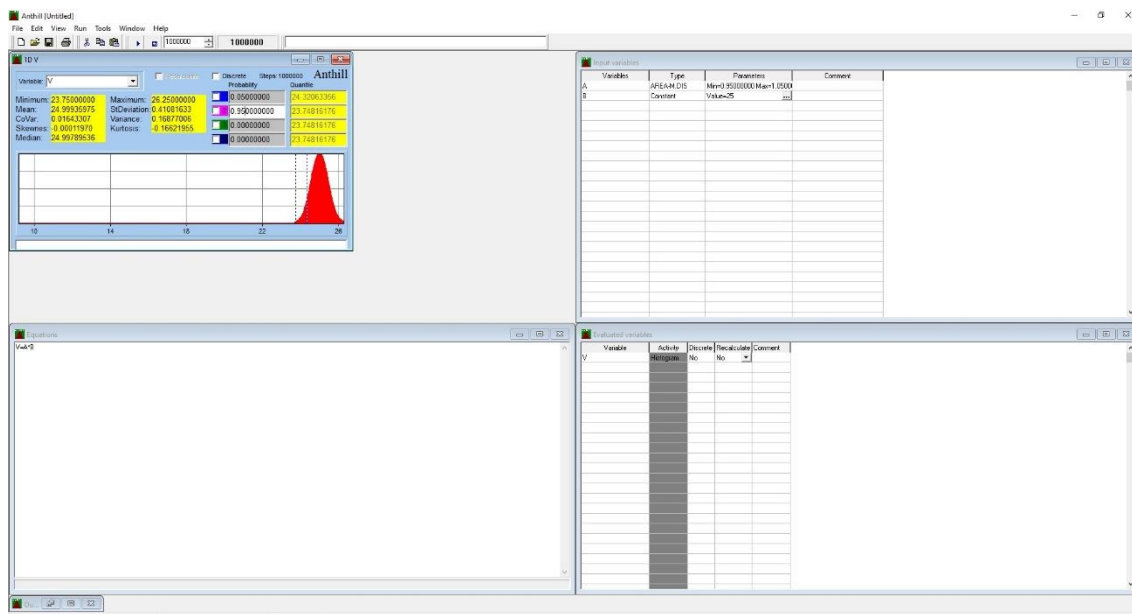 Anthill [Untitled]
File Edit View Run Tools Window Help
1000000 1000000
1D V
Variable: V
Discrete Steps: 1000000 Anthill
Probability Quantile
Minimum: 23.75000000 Maximum: 26.25000000 0.05000000 24.32063356
Mean: 24.99935975 StDeviation: 0.41081633 0.950000000 23.74816176
CoVar: 0.01643307 Variance: 0.16877006 0.00000000 23.74816176
Skewnes: -0.00011970 Kurtosis: -0.16621955 0.00000000 23.74816176
Median: 24.99789536
10 14 18 22 26
Input variables
Variables Type Parameters Comment
A AREA-M.DIS Min=0.95000000 Max=1.0500
B Constant Value=25 ...
Equations
V=A*B
Evaluated variables
Variable Activity Discrete Recalculate Comment
V Histogram No No
Ou...